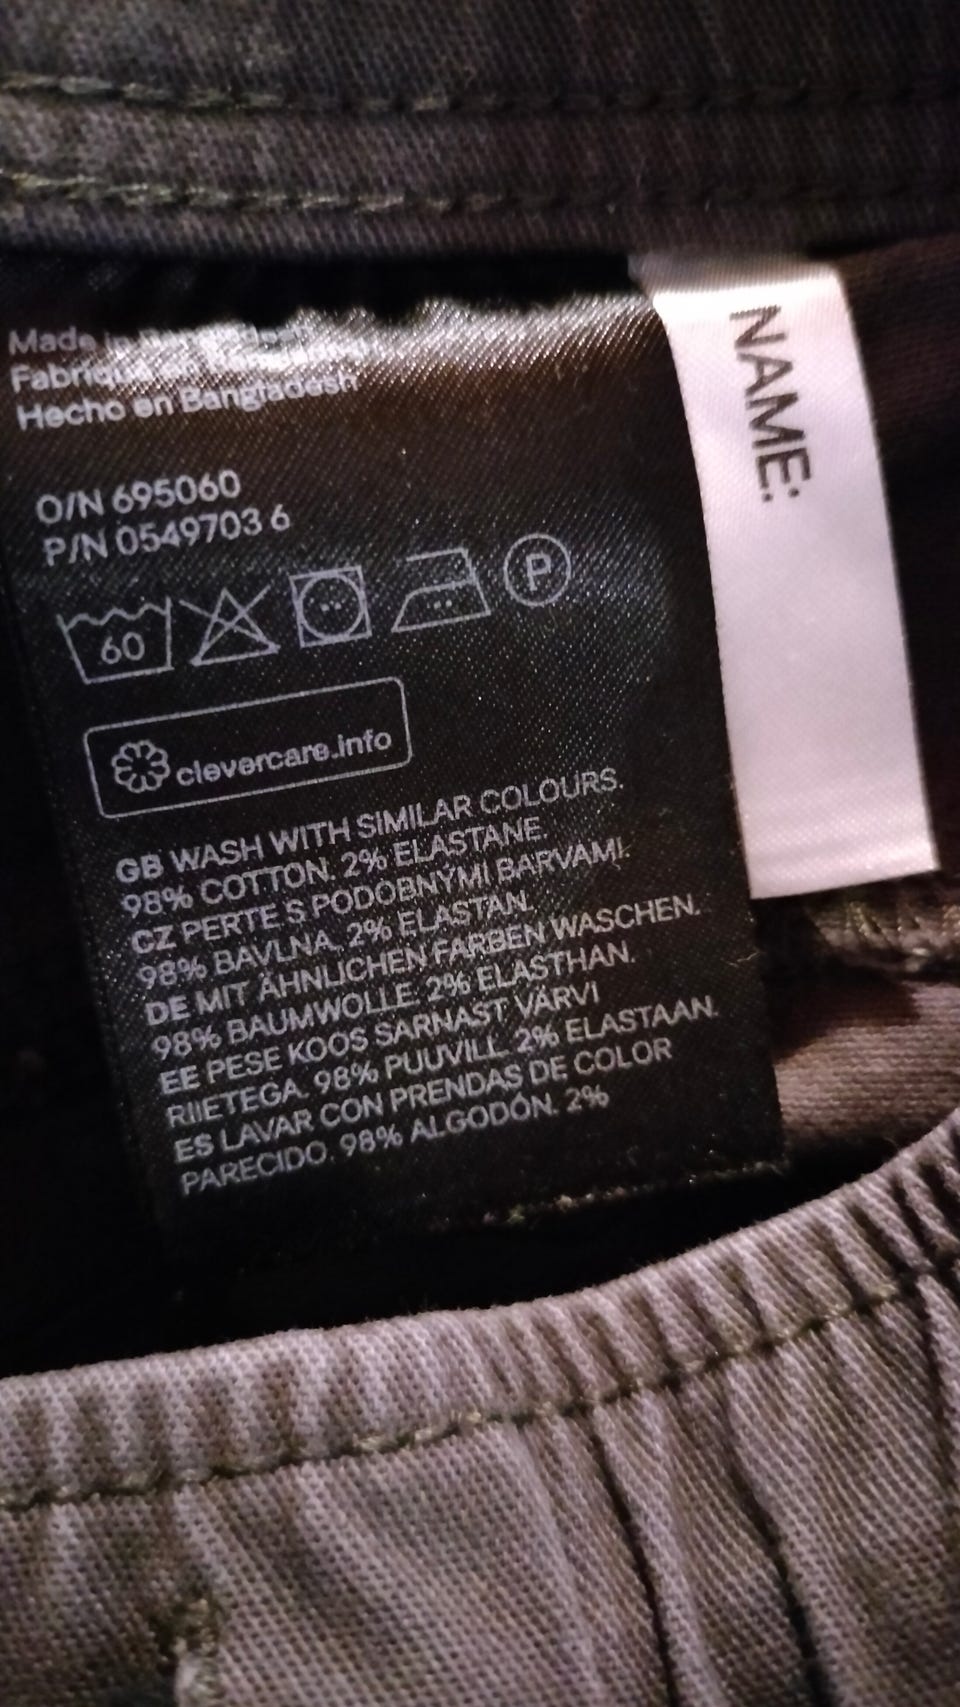 Made in Bangladesh
Fabriqué en Bangladesh
Hecho en Bangladesh
O/N 695060
P/N 0549703 6
60
P
clevercare.info
GB WASH WITH SIMILAR COLOURS.
98% COTTON. 2% ELASTANE.
CZ PERTE S PODOBNÝMI BARVAMI.
98% BAVLNA. 2% ELASTAN.
DE MIT ÄHNLICHEN FARBEN WASCHEN.
98% BAUMWOLLE. 2% ELASTHAN.
EE PESE KOOS SARNAST VÄRVI
RIIETEGA. 98% PUUVILL. 2% ELASTAAN.
ES LAVAR CON PRENDAS DE COLOR
PARECIDO. 98% ALGODÓN. 2%
NAME: